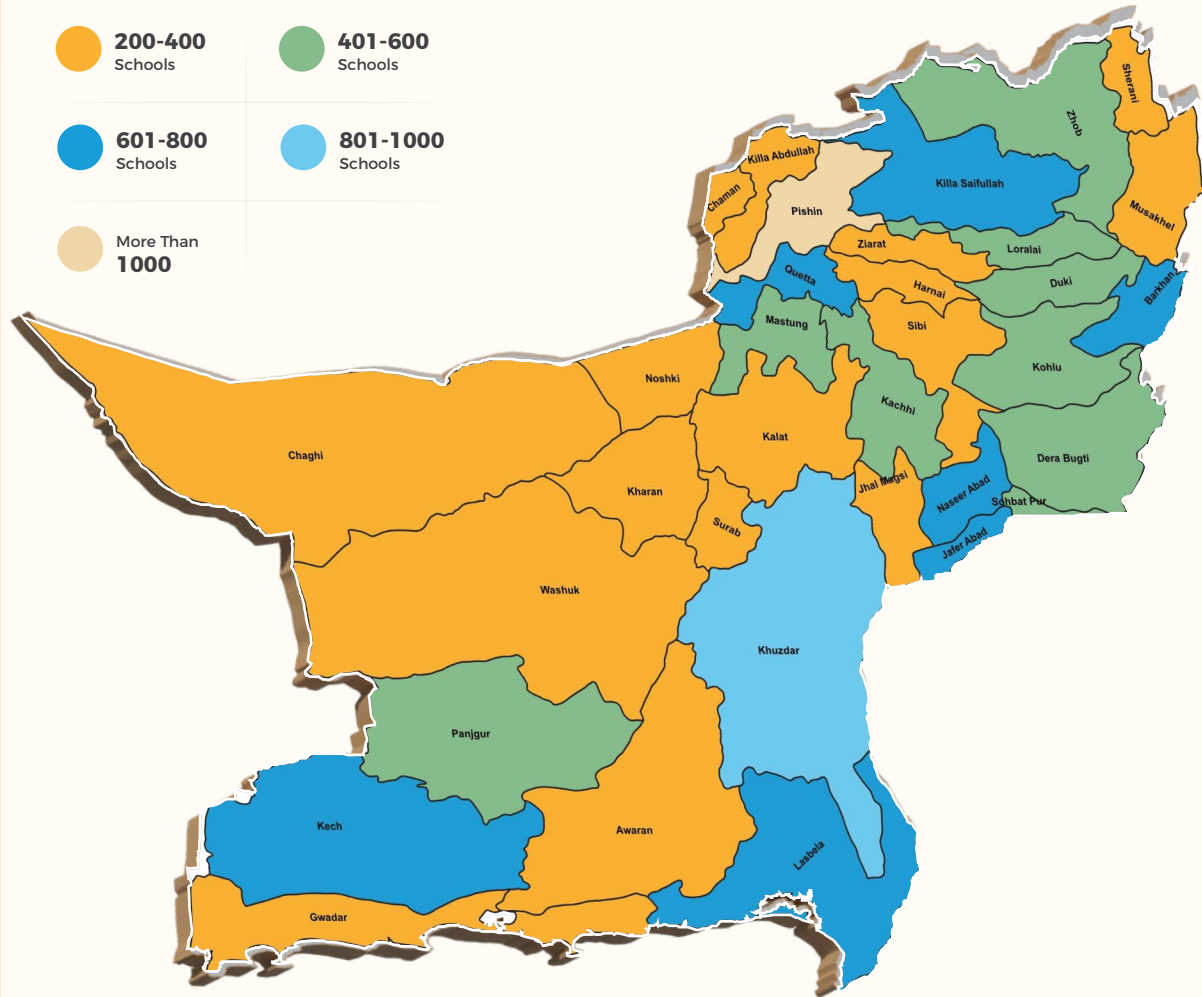 200-400
Schools
401-600
Schools
601-800
Schools
801-1000
Schools
More Than
1000
Sherani
Zhob
Killa Abdullah
Killa Saifullah
Chaman
Pishin
Musakhel
Ziarat
Loralai
Quetta
Harnai
Duki
Barkhan
Mastung
Sibi
Kohlu
Noshki
Kachhi
Kalat
Chaghi
Dera Bugti
Jhal Magsi
Kharan
Naseer Abad
Sohbat Pur
Surab
Jafer Abad
Washuk
Khuzdar
Panjgur
Kech
Awaran
Lasbela
Gwadar